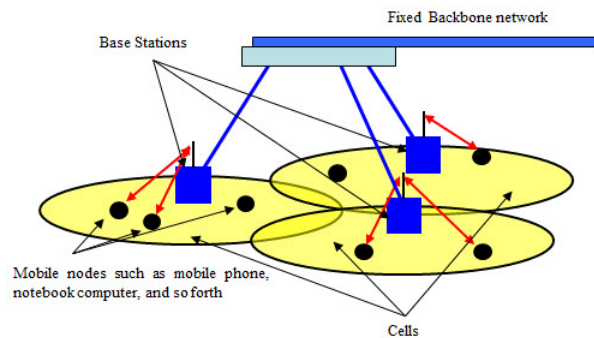 Fixed Backbone network
Base Stations
Mobile nodes such as mobile phone,
notebook computer, and so forth
Cells